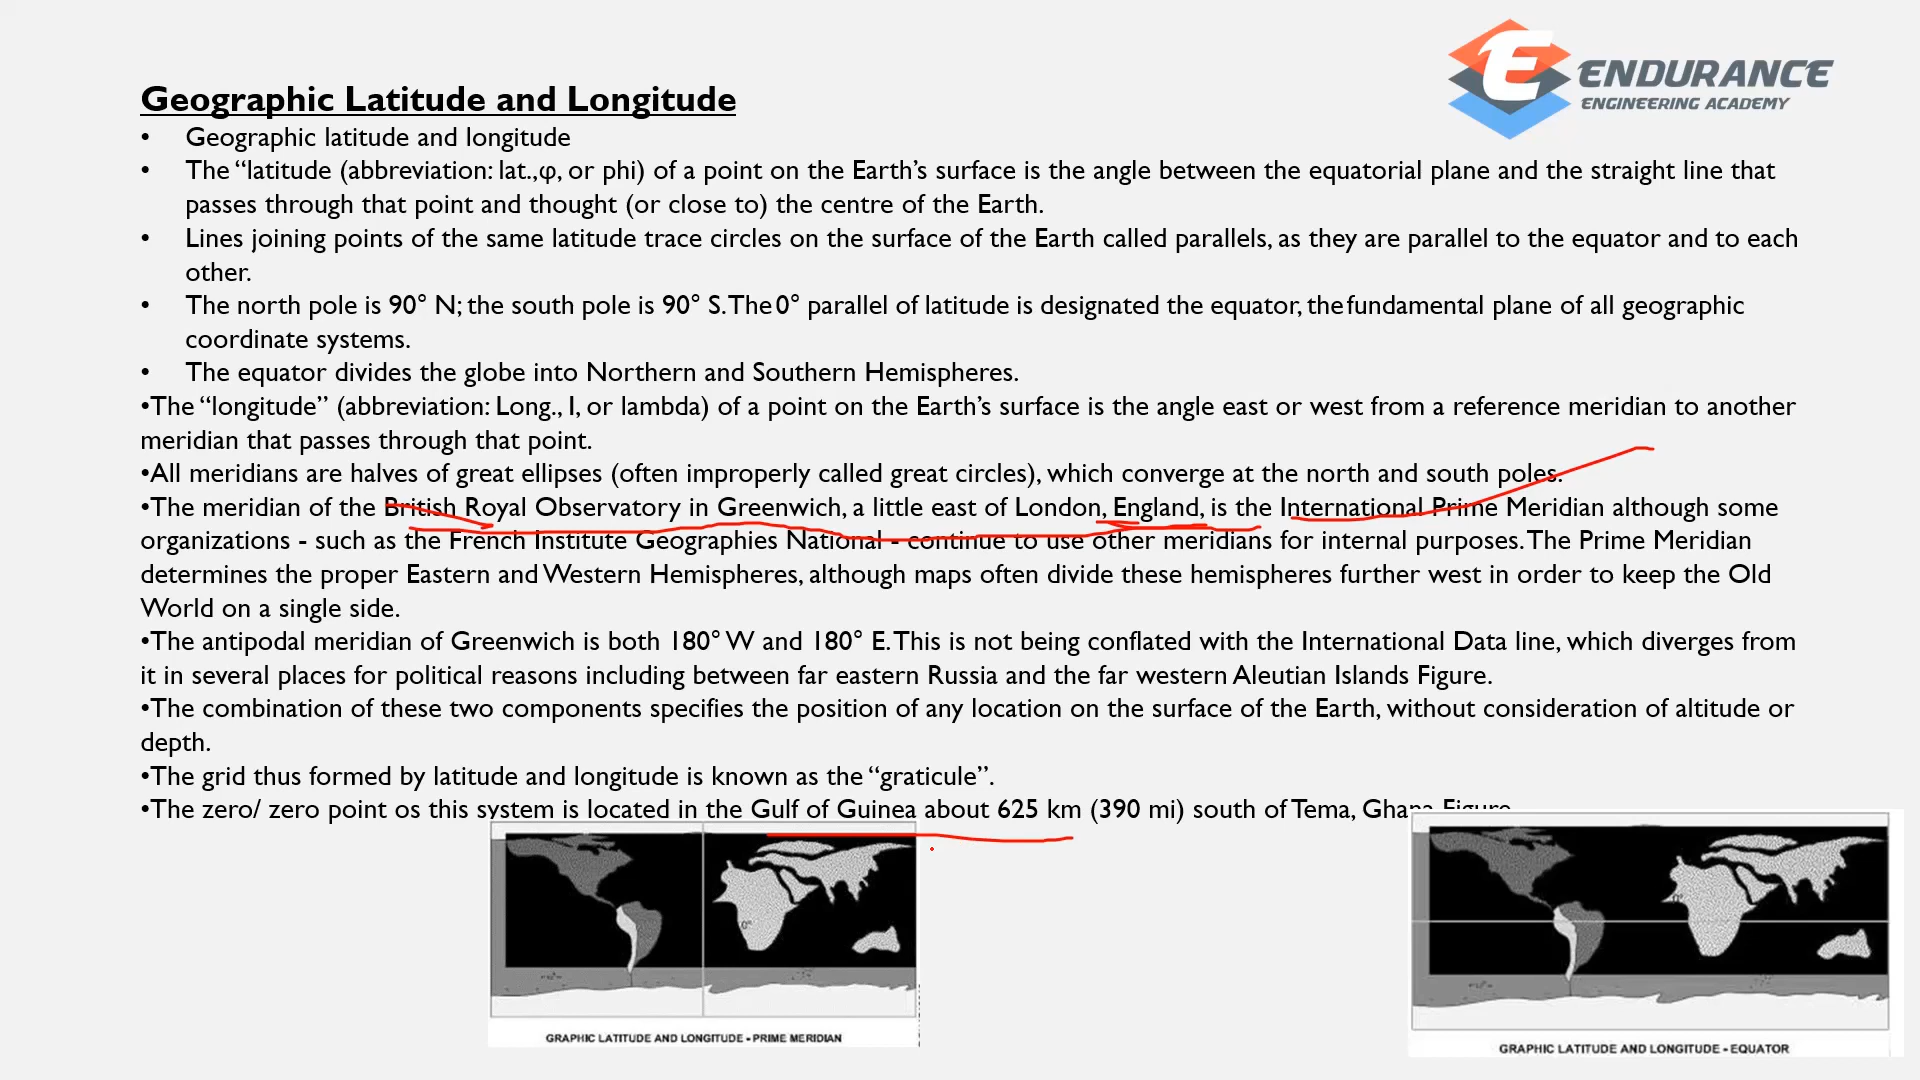 ENDURANCE
ENGINEERING ACADEMY
Geographic Latitude and Longitude
• Geographic latitude and longitude
• The “latitude (abbreviation: lat.,φ, or phi) of a point on the Earth’s surface is the angle between the equatorial plane and the straight line that
passes through that point and thought (or close to) the centre of the Earth.
• Lines joining points of the same latitude trace circles on the surface of the Earth called parallels, as they are parallel to the equator and to each
other.
• The north pole is 90° N; the south pole is 90° S. The 0° parallel of latitude is designated the equator, the fundamental plane of all geographic
coordinate systems.
• The equator divides the globe into Northern and Southern Hemispheres.
•The “longitude” (abbreviation: Long., I, or lambda) of a point on the Earth’s surface is the angle east or west from a reference meridian to another
meridian that passes through that point.
•All meridians are halves of great ellipses (often improperly called great circles), which converge at the north and south poles.
•The meridian of the British Royal Observatory in Greenwich, a little east of London, England, is the International Prime Meridian although some
organizations - such as the French Institute Geographies National - continue to use other meridians for internal purposes. The Prime Meridian
determines the proper Eastern and Western Hemispheres, although maps often divide these hemispheres further west in order to keep the Old
World on a single side.
•The antipodal meridian of Greenwich is both 180° W and 180° E. This is not being conflated with the International Data line, which diverges from
it in several places for political reasons including between far eastern Russia and the far western Aleutian Islands Figure.
•The combination of these two components specifies the position of any location on the surface of the Earth, without consideration of altitude or
depth.
•The grid thus formed by latitude and longitude is known as the “graticule”.
•The zero/ zero point os this system is located in the Gulf of Guinea about 625 km (390 mi) south of Tema, Ghana Figure
0°
0°
GRAPHIC LATITUDE AND LONGITUDE - PRIME MERIDIAN
GRAPHIC LATITUDE AND LONGITUDE - EQUATOR